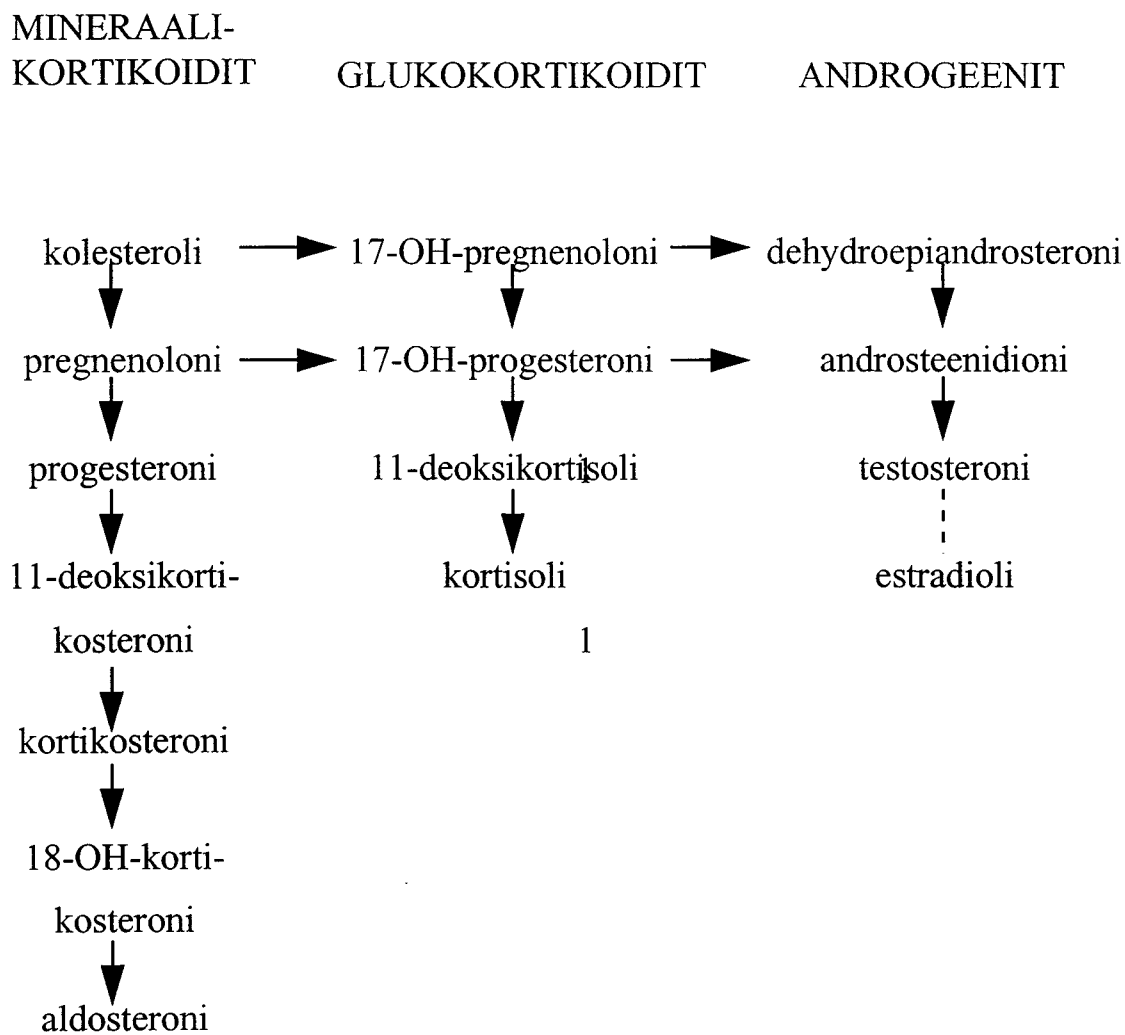 MINERAALI-
KORTIKOIDIT GLUKOKORTIKOIDIT ANDROGEENIT
kolesteroli 17-OH-pregnenoloni dehydroepiandrosteroni
pregnenoloni 17-OH-progesteroni androsteenidioni
progesteroni 11-deoksikortisoli testosteroni
11-deoksikorti- kortisoli estradioli
kosteroni 1
kortikosteroni
18-OH-korti-
kosteroni
aldosteroni